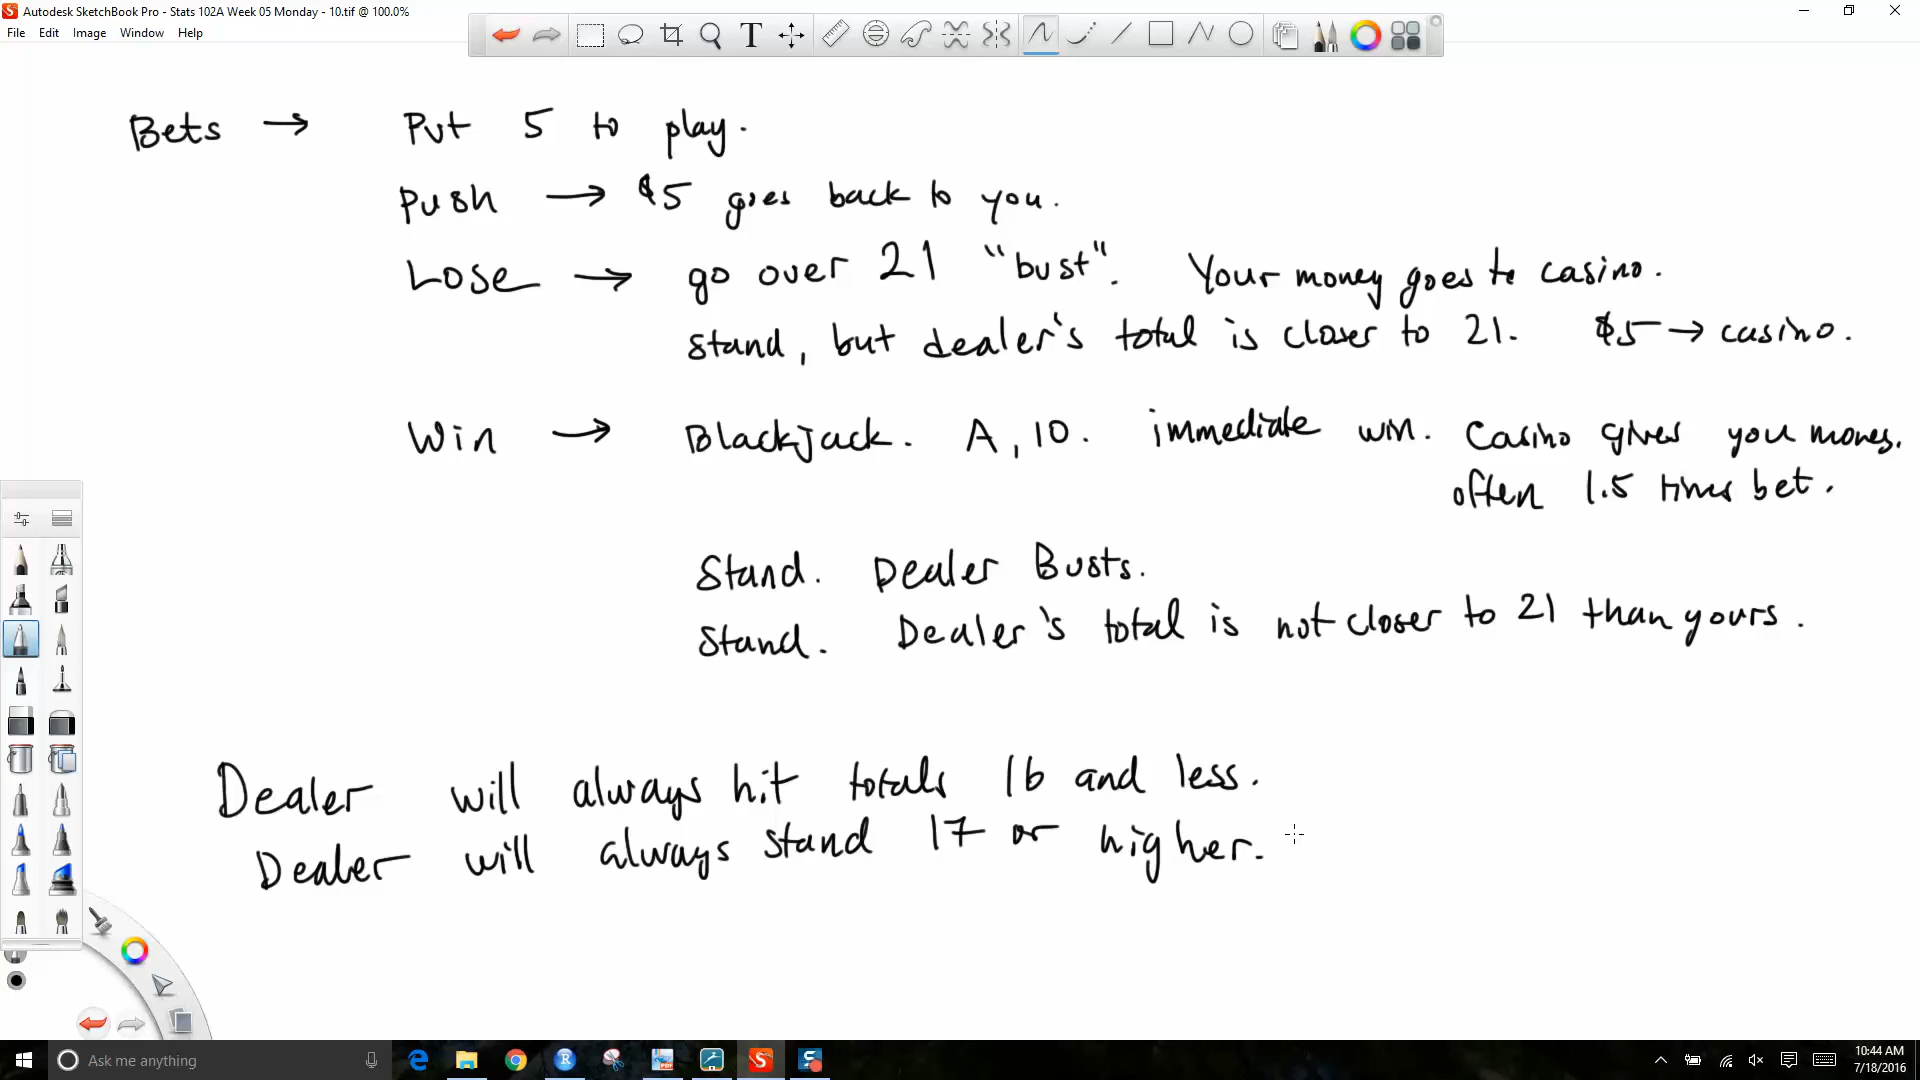 Autodesk SketchBook Pro - Stats 102A Week 05 Monday - 10.tif @ 100.0%
File Edit Image Window Help
Bets → Put 5 to play.
Push → $5 goes back to you.
Lose → go over 21 "bust". Your money goes to casino.
stand, but dealer's total is closer to 21. $5 → casino.
Win → Blackjack. A, 10. immediate win. Casino gives you money.
often 1.5 times bet.
Stand. Dealer Busts.
Stand. Dealer's total is not closer to 21 than yours.
Dealer will always hit totals 16 and less.
Dealer will always stand 17 or higher.
Ask me anything
10:44 AM
7/18/2016